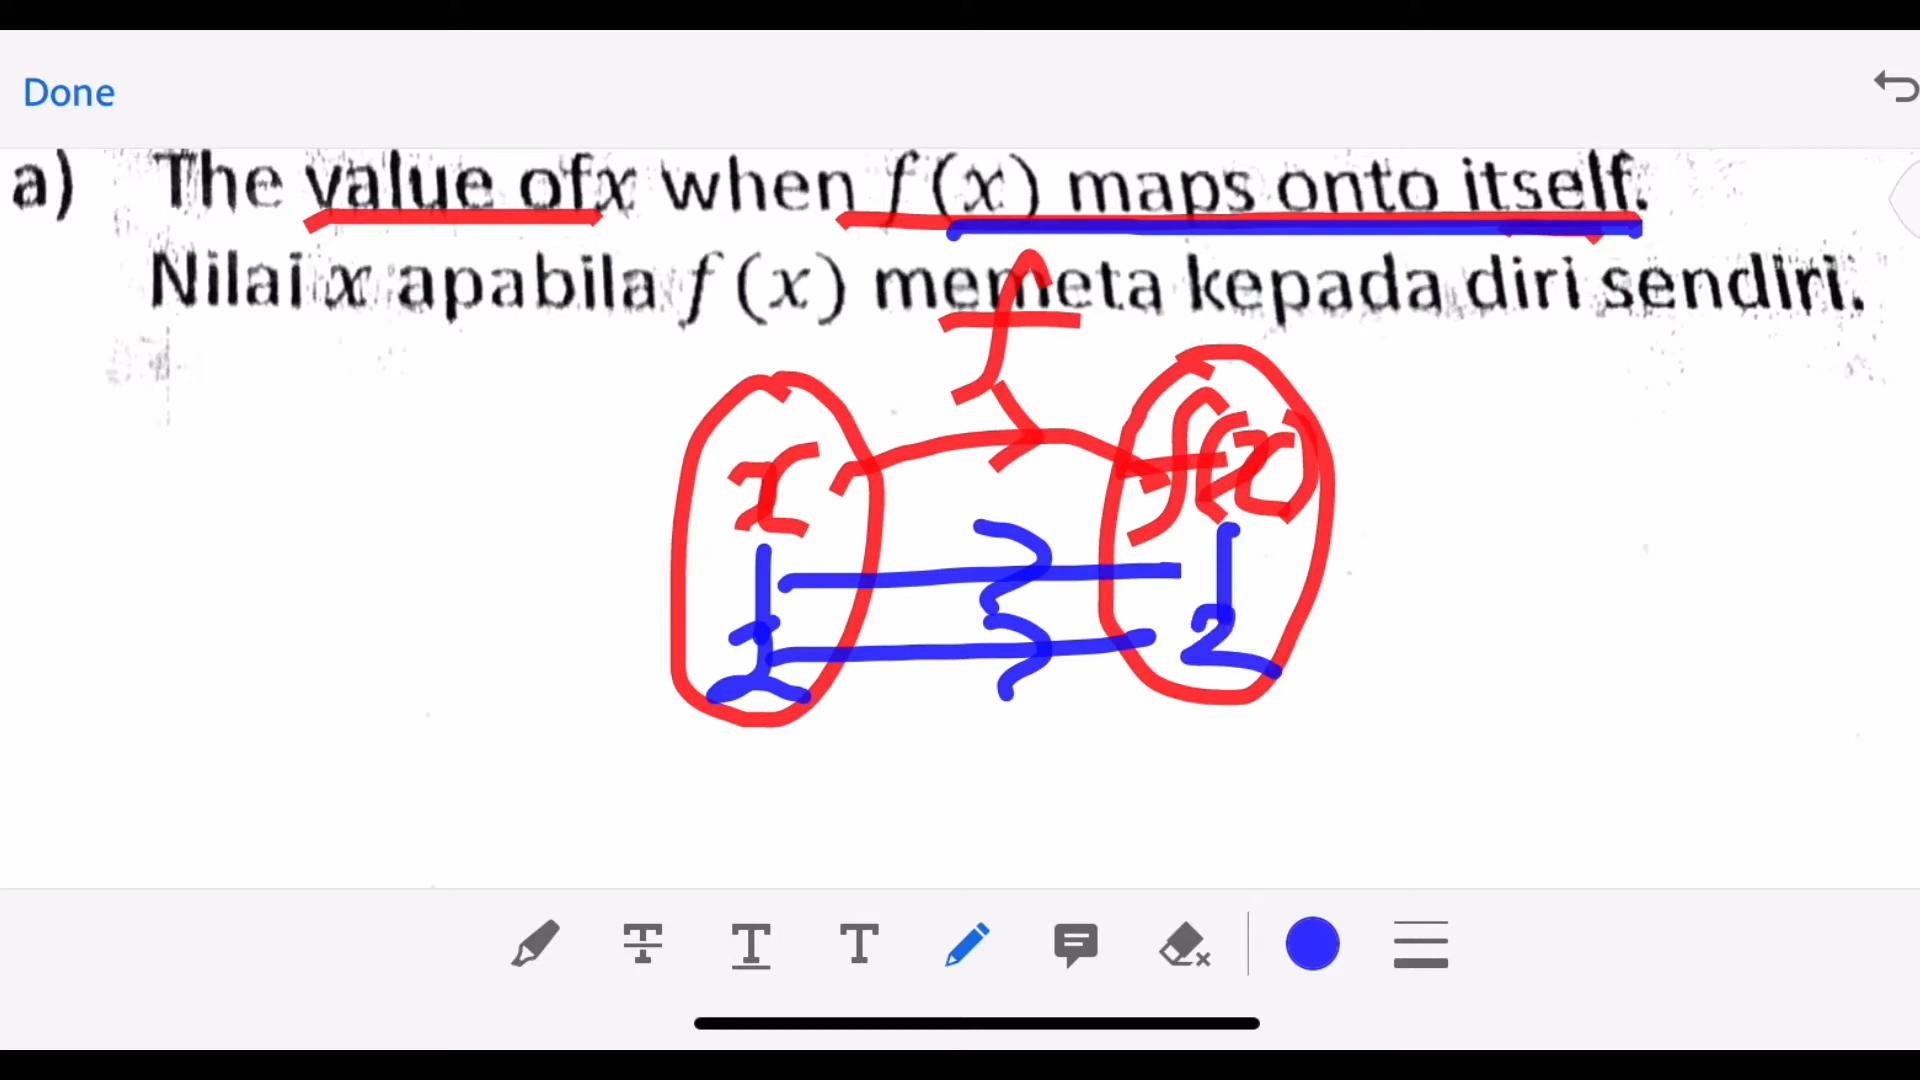 Done
a) The value of x when f(x) maps onto itself.
Nilai x apabila f(x) memeta kepada diri sendiri.
f
x f(x)
1 1
2 2
T T T